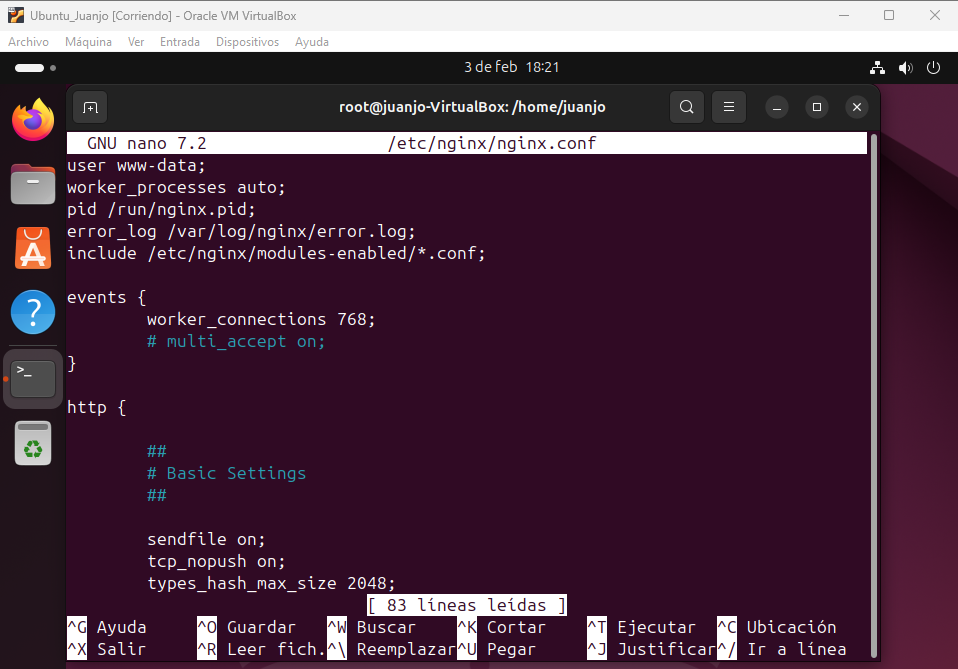 Ubuntu_Juanjo [Corriendo] - Oracle VM VirtualBox
Archivo Máquina Ver Entrada Dispositivos Ayuda
3 de feb 18:21
root@juanjo-VirtualBox: /home/juanjo
GNU nano 7.2 /etc/nginx/nginx.conf
user www-data;
worker_processes auto;
pid /run/nginx.pid;
error_log /var/log/nginx/error.log;
include /etc/nginx/modules-enabled/*.conf;
events {
worker_connections 768;
# multi_accept on;
}
http {
##
# Basic Settings
##
sendfile on;
tcp_nopush on;
types_hash_max_size 2048;
[ 83 líneas leídas ]
^G Ayuda ^O Guardar ^W Buscar ^K Cortar ^T Ejecutar ^C Ubicación
^X Salir ^R Leer fich. ^\ Reemplazar ^U Pegar ^J Justificar ^/ Ir a línea